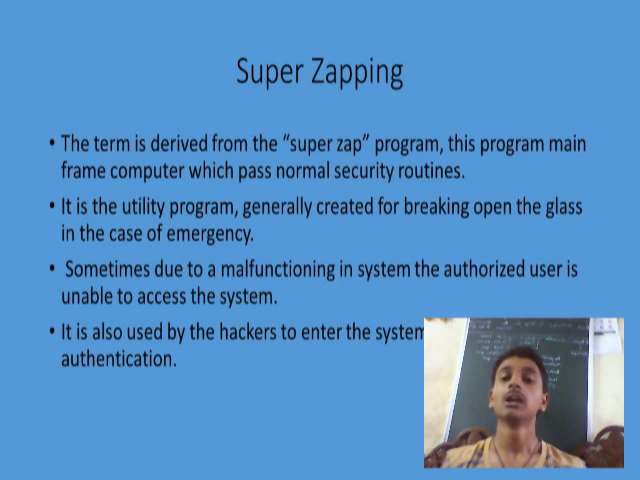 Super Zapping
• The term is derived from the “super zap” program, this program main
frame computer which pass normal security routines.
• It is the utility program, generally created for breaking open the glass
in the case of emergency.
• Sometimes due to a malfunctioning in system the authorized user is
unable to access the system.
• It is also used by the hackers to enter the system
authentication.